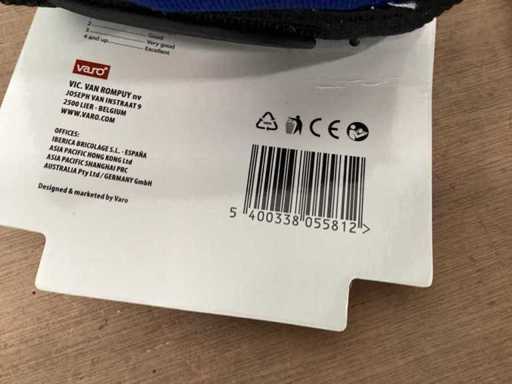 2 Good
3 Very good
4 and up Excellent
varo®
VIC. VAN ROMPUY nv
JOSEPH VAN INSTRAAT 9
2500 LIER - BELGIUM
WWW.VARO.COM
OFFICES:
IBERICA BRICOLAGE S.L. - ESPAÑA
ASIA PACIFIC HONG KONG Ltd
ASIA PACIFIC SHANGHAI PRC
AUSTRALIA Pty Ltd / GERMANY GmbH
Designed & marketed by Varo
CE
5 400338 055812 >